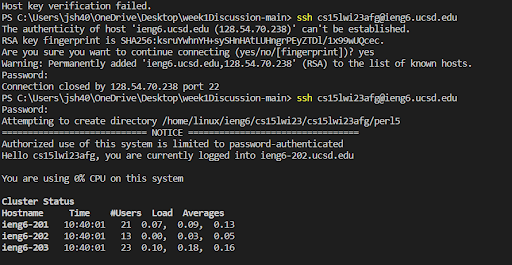 Host key verification failed.
PS C:\Users\jsh40\OneDrive\Desktop\week1Discussion-main> ssh cs15lwi23afg@ieng6.ucsd.edu
The authenticity of host 'ieng6.ucsd.edu (128.54.70.238)' can't be established.
RSA key fingerprint is SHA256:ksruYwhnYH+sySHnHAtLUHngrPEyZTDl/1x99wUQcec.
Are you sure you want to continue connecting (yes/no/[fingerprint])? yes
Warning: Permanently added 'ieng6.ucsd.edu,128.54.70.238' (RSA) to the list of known hosts.
Password:
Connection closed by 128.54.70.238 port 22
PS C:\Users\jsh40\OneDrive\Desktop\week1Discussion-main> ssh cs15lwi23afg@ieng6.ucsd.edu
Password:
Attempting to create directory /home/linux/ieng6/cs15lwi23/cs15lwi23afg/perl5
============================ NOTICE =================================
Authorized use of this system is limited to password-authenticated
Hello cs15lwi23afg, you are currently logged into ieng6-202.ucsd.edu
You are using 0% CPU on this system
Cluster Status
Hostname Time #Users Load Averages
ieng6-201 10:40:01 21 0.07, 0.09, 0.13
ieng6-202 10:40:01 13 0.00, 0.03, 0.05
ieng6-203 10:40:01 23 0.10, 0.18, 0.16